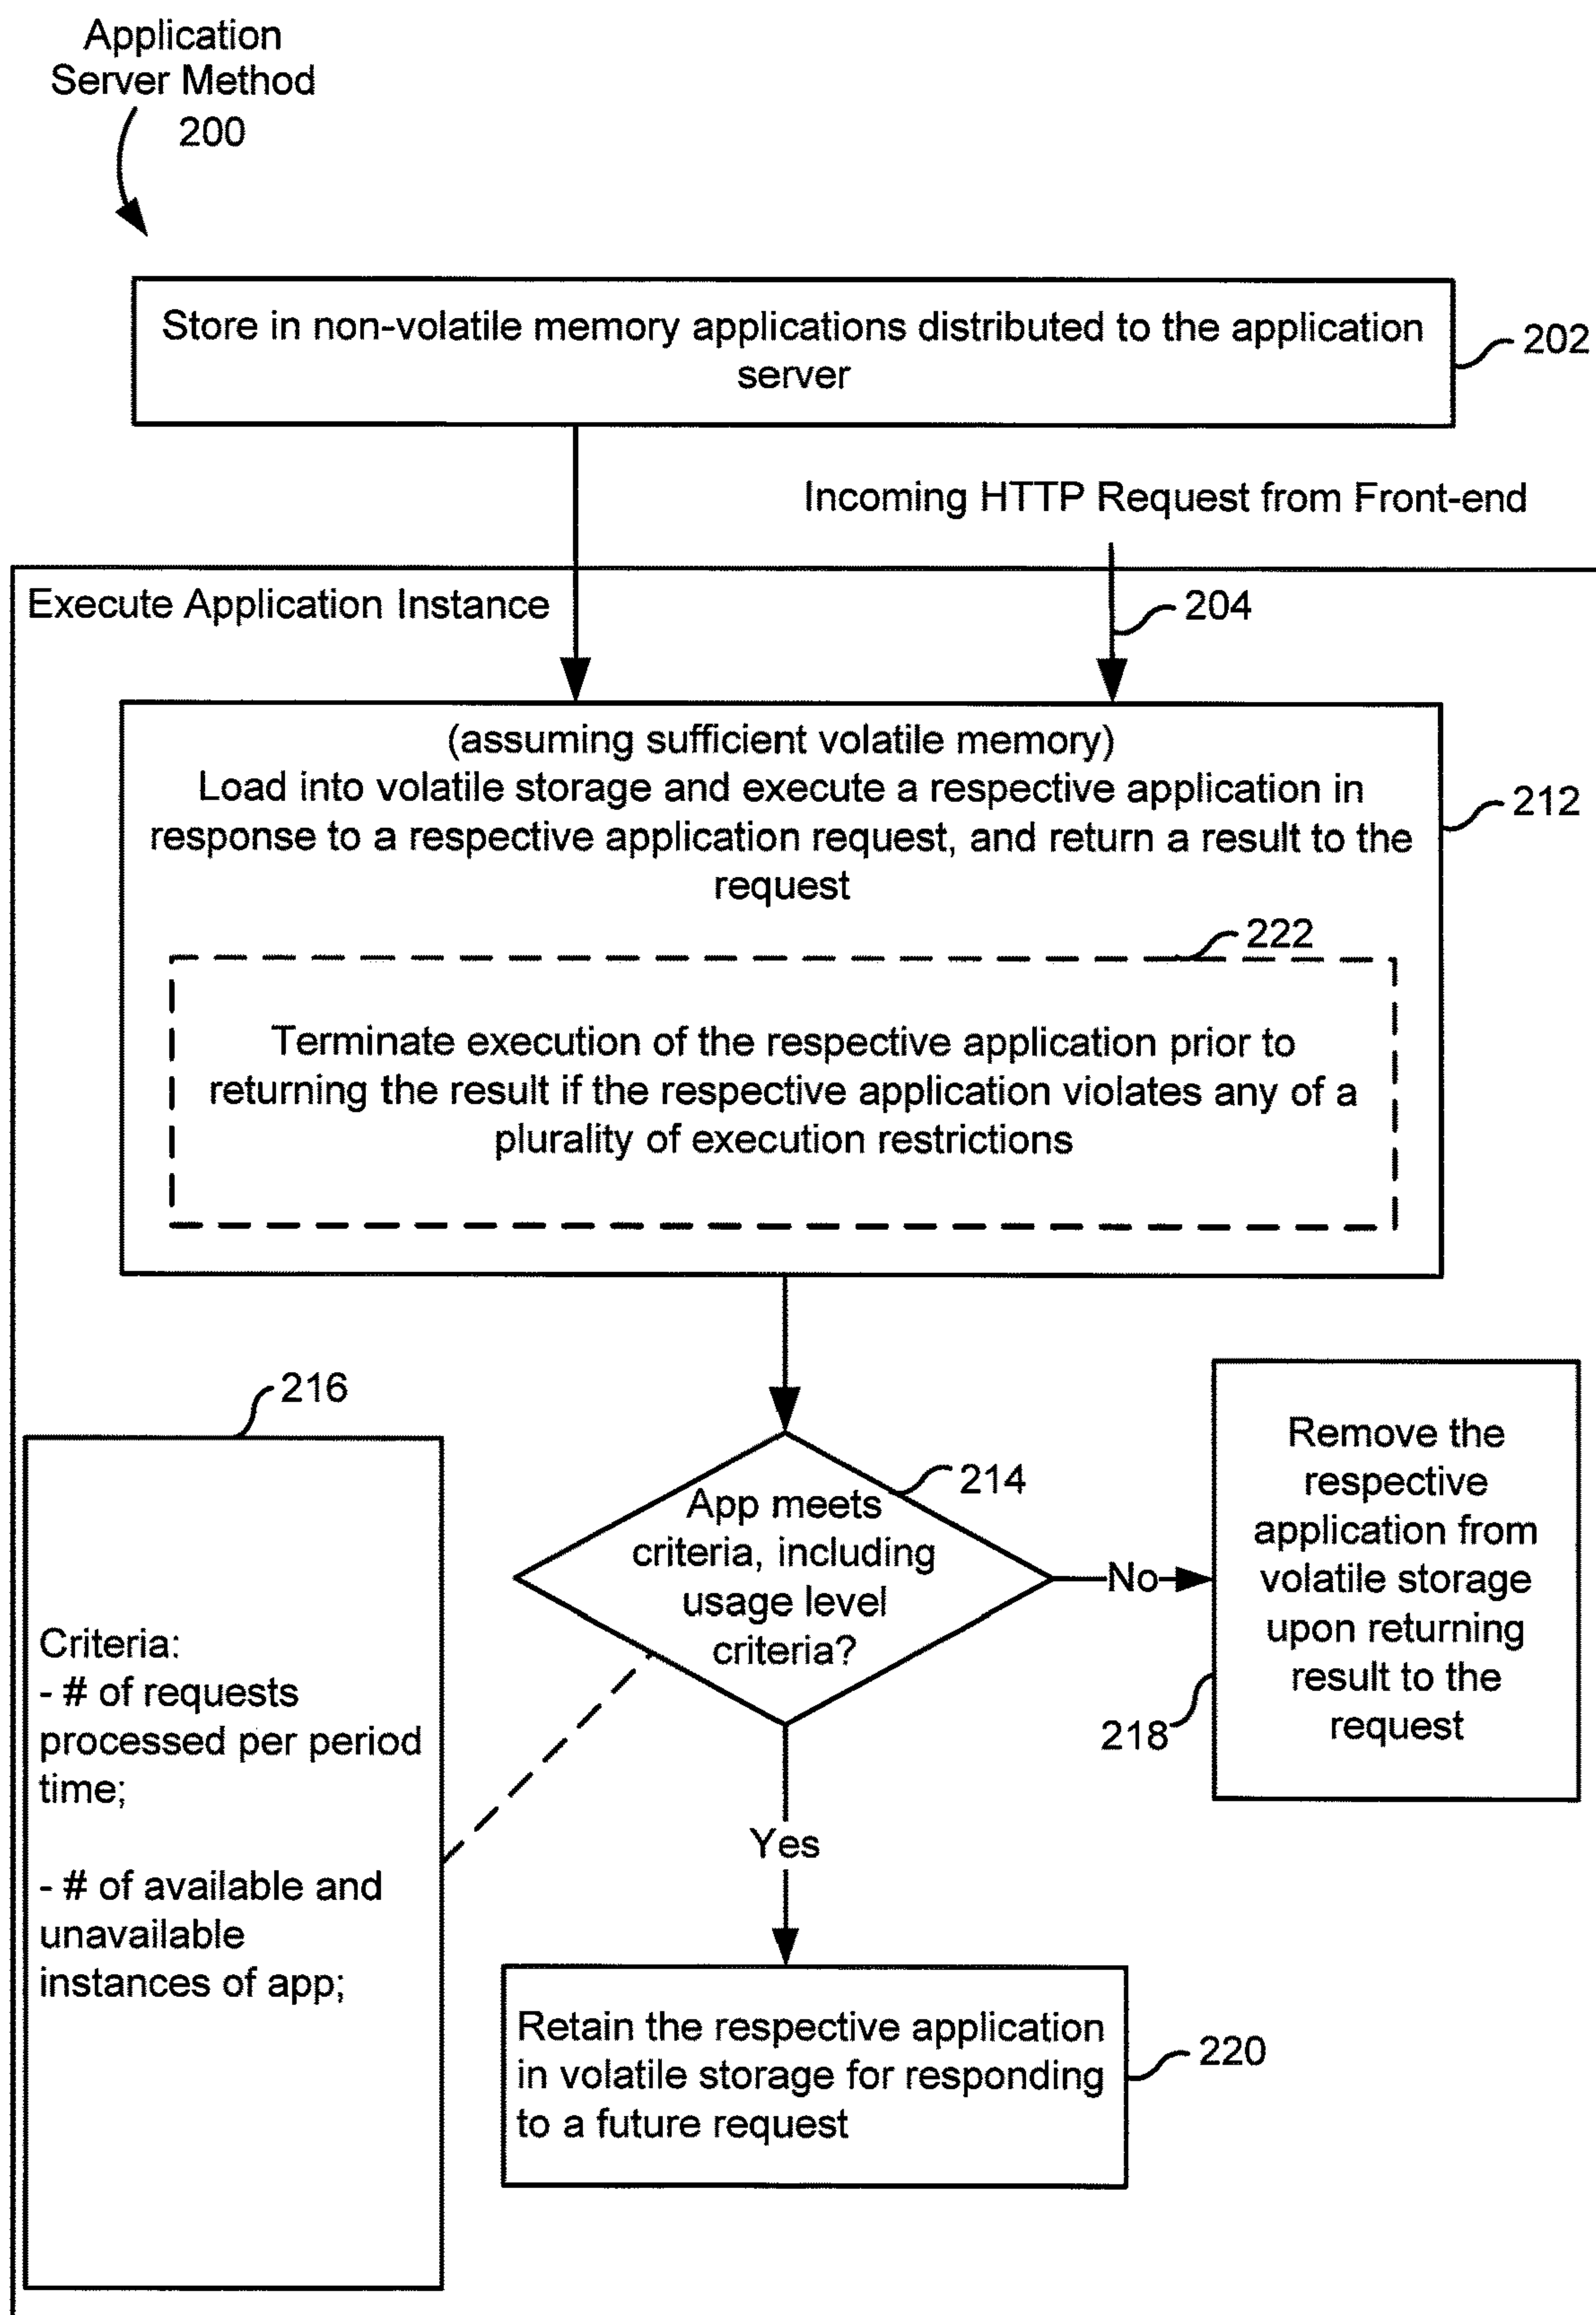 Application
Server Method
200
Store in non-volatile memory applications distributed to the application
server
202
Incoming HTTP Request from Front-end
Execute Application Instance
204
(assuming sufficient volatile memory)
Load into volatile storage and execute a respective application in
response to a respective application request, and return a result to the
request
212
222
Terminate execution of the respective application prior to
returning the result if the respective application violates any of a
plurality of execution restrictions
216
Criteria:
- # of requests
processed per period
time;
- # of available and
unavailable
instances of app;
214
App meets
criteria, including
usage level
criteria?
No
Remove the
respective
application from
volatile storage
upon returning
result to the
request
218
Yes
Retain the respective application
in volatile storage for responding
to a future request
220